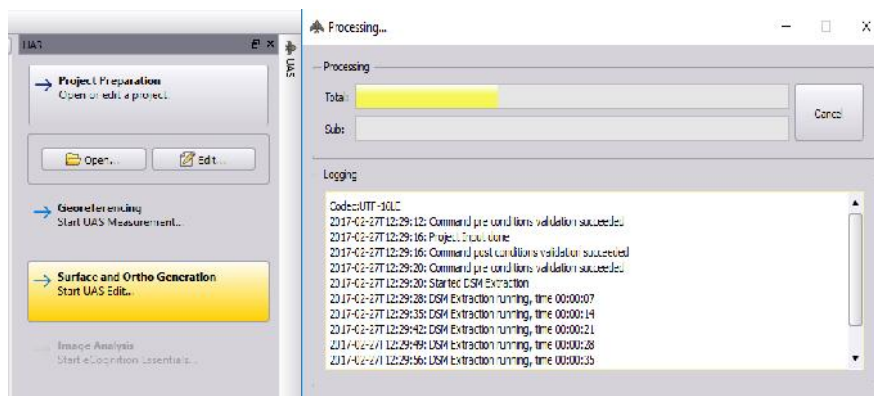 UAS
Project Preparation
Open or edit a project.
Open...
Edit...
Georeferencing
Start UAS Measurement...
Surface and Ortho Generation
Start UAS Edit...
Image Analysis
Start eCognition Essentials...
UAS
Processing...
Processing
Total:
Sub:
Cancel
Logging
Codec:UTF-16LE
2017-02-27T12:29:12: Command pre conditions validation succeeded
2017-02-27T12:29:16: Project Input done
2017-02-27T12:29:16: Command post conditions validation succeeded
2017-02-27T12:29:20: Command pre conditions validation succeeded
2017-02-27T12:29:20: Started DSM Extraction
2017-02-27T12:29:28: DSM Extraction running, time 00:00:07
2017-02-27T12:29:35: DSM Extraction running, time 00:00:14
2017-02-27T12:29:42: DSM Extraction running, time 00:00:21
2017-02-27T12:29:49: DSM Extraction running, time 00:00:28
2017-02-27T12:29:56: DSM Extraction running, time 00:00:35